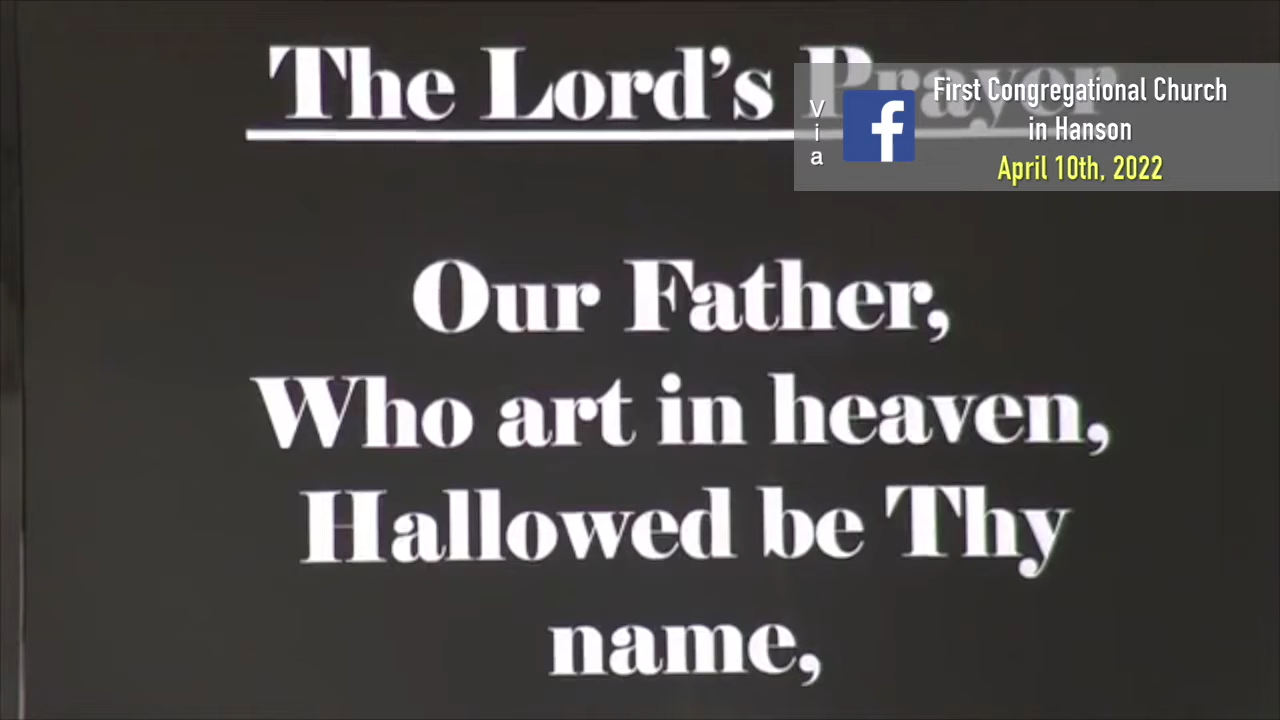 The Lord's Prayer
Via
First Congregational Church
in Hanson
April 10th, 2022
Our Father,
Who art in heaven,
Hallowed be Thy
name,